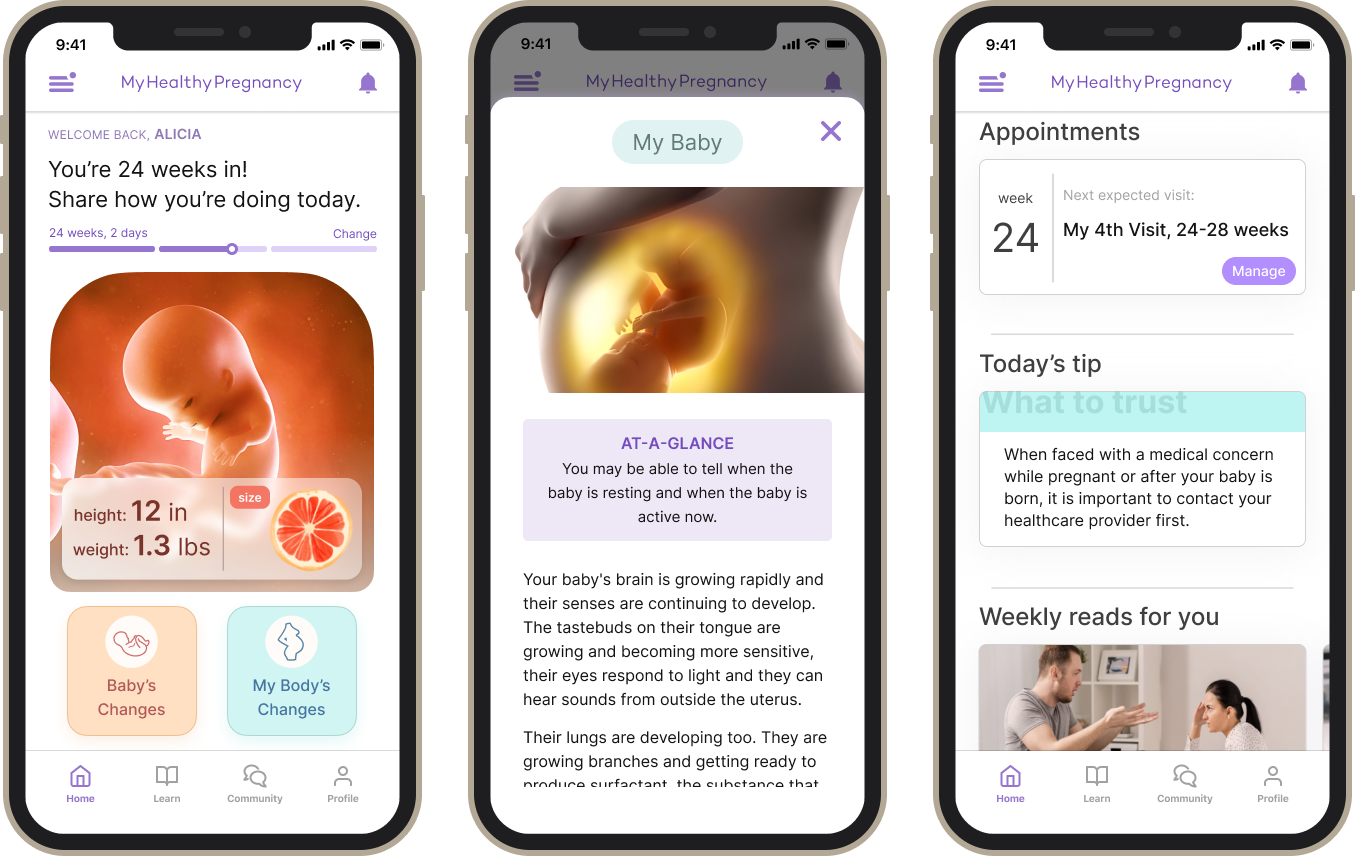 9:41
MyHealthyPregnancy
WELCOME BACK, ALICIA
You’re 24 weeks in!
Share how you’re doing today.
24 weeks, 2 days
Change
height: 12 in
weight: 1.3 lbs
size
Baby’s
Changes
My Body’s
Changes
Home
Learn
Community
Profile
9:41
MyHealthyPregnancy
My Baby
AT-A-GLANCE
You may be able to tell when the
baby is resting and when the baby is
active now.
Your baby's brain is growing rapidly and
their senses are continuing to develop.
The tastebuds on their tongue are
growing and becoming more sensitive,
their eyes respond to light and they can
hear sounds from outside the uterus.
Their lungs are developing too. They are
growing branches and getting ready to
produce surfactant, the substance that
9:41
MyHealthyPregnancy
Appointments
week
24
Next expected visit:
My 4th Visit, 24-28 weeks
Manage
Today’s tip
What to trust
When faced with a medical concern
while pregnant or after your baby is
born, it is important to contact your
healthcare provider first.
Weekly reads for you
Home
Learn
Community
Profile